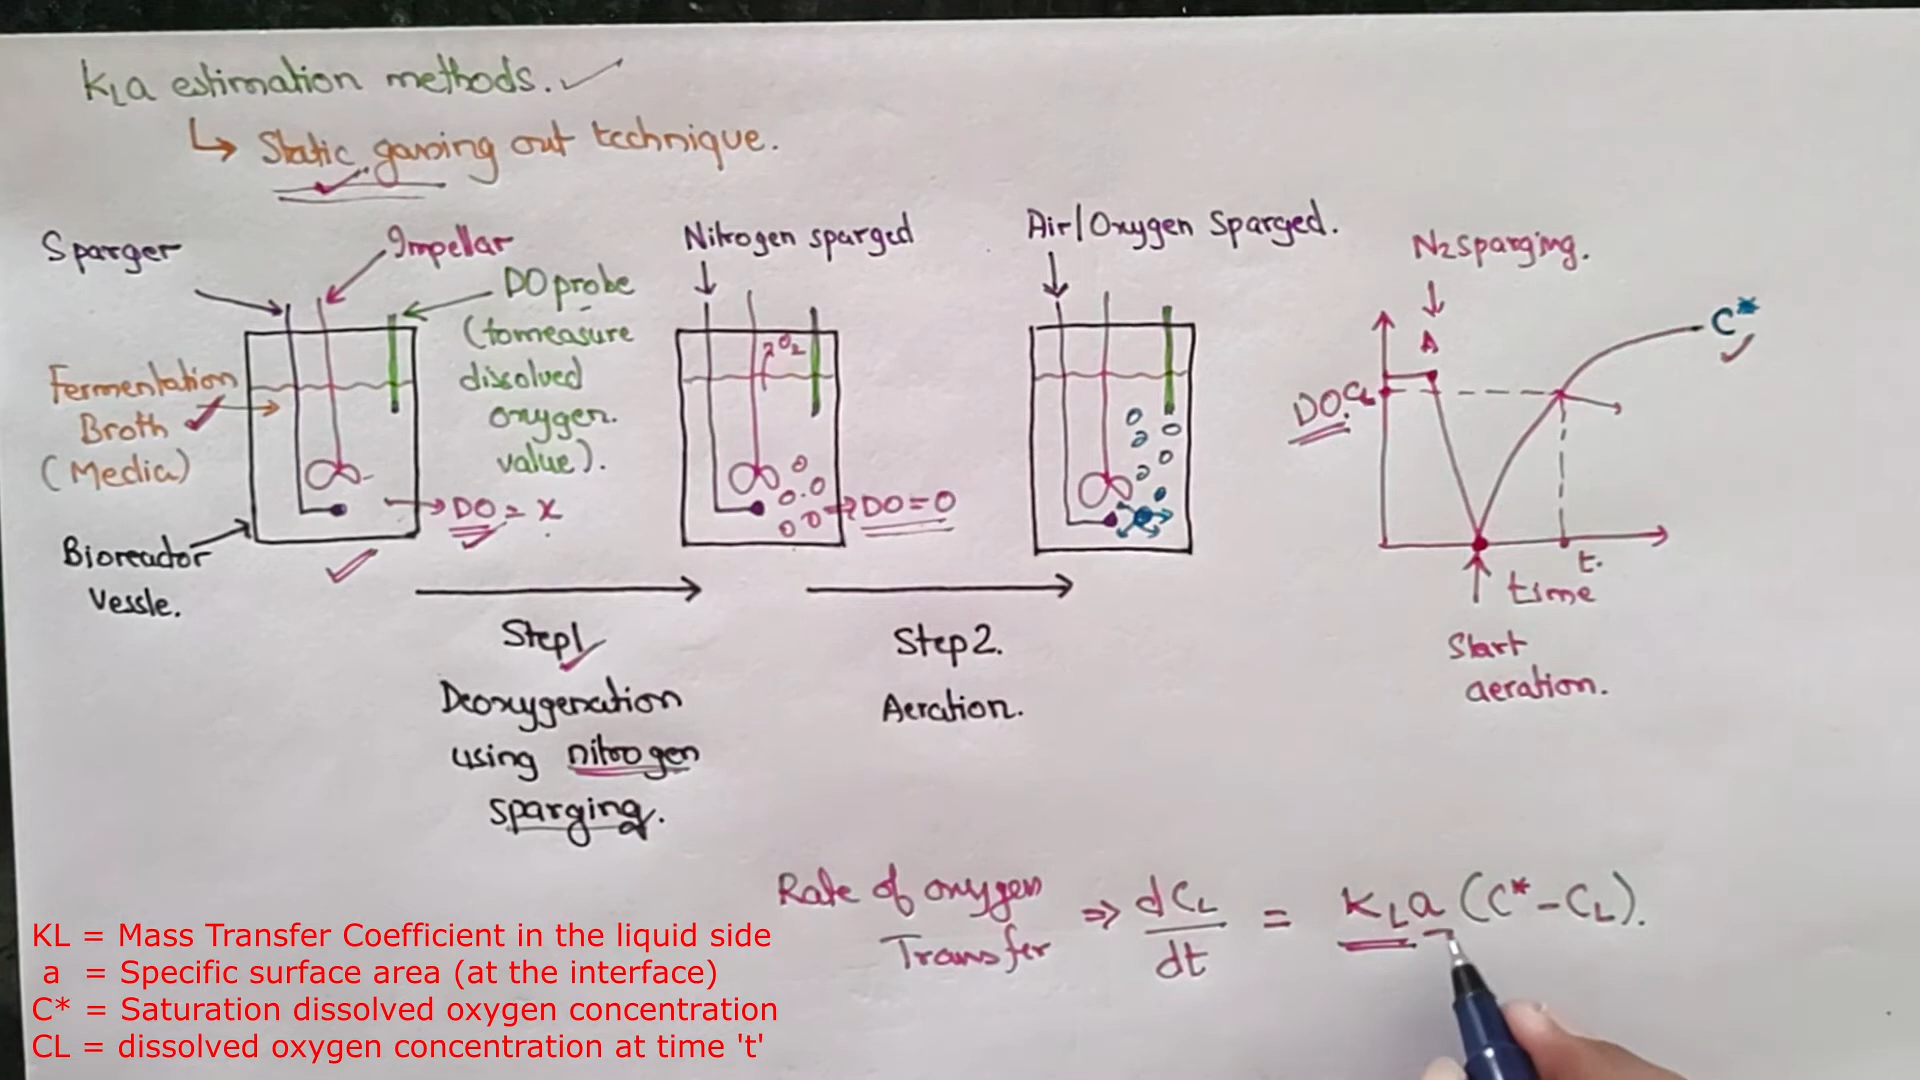 KLa estimation methods.
↳ Static gassing out technique.
Sparger
Impellar
DO probe
(tomeasure
dissolved
oxygen.
value).
Fermentation
Broth
(Media)
DO = x
Bioreactor
Vessle.
Nitrogen sparged
O2
DO = 0
Air/Oxygen Sparged.
N2 sparging.
A
C*
DO.
CL
t.
time
Start
aeration.
Step1
Deoxygenation
using nitrogen
sparging.
Step2.
Aeration.
Rate of oxygen
Transfer
⇒ dCL/dt = KLa (C* - CL).
KL = Mass Transfer Coefficient in the liquid side
a = Specific surface area (at the interface)
C* = Saturation dissolved oxygen concentration
CL = dissolved oxygen concentration at time 't'